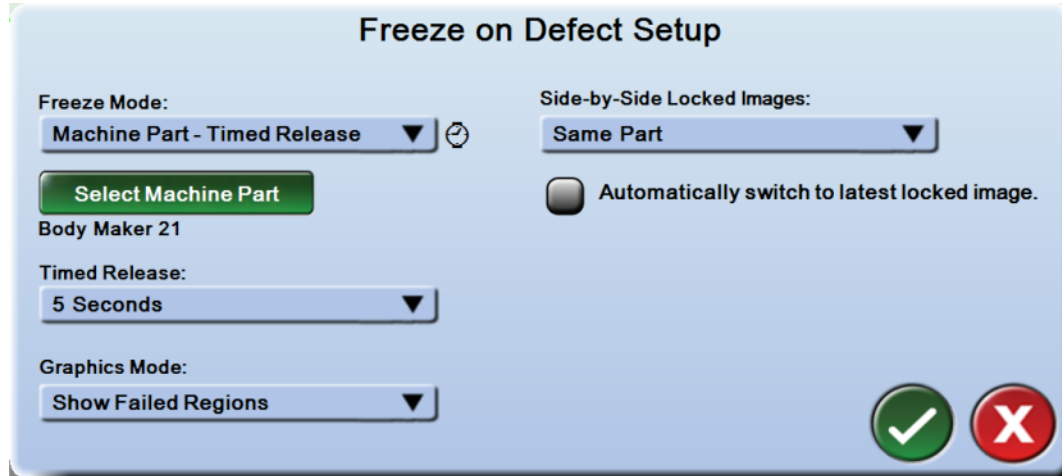 Freeze on Defect Setup
Freeze Mode:
Machine Part - Timed Release
Select Machine Part
Body Maker 21
Timed Release:
5 Seconds
Graphics Mode:
Show Failed Regions
Side-by-Side Locked Images:
Same Part
Automatically switch to latest locked image.